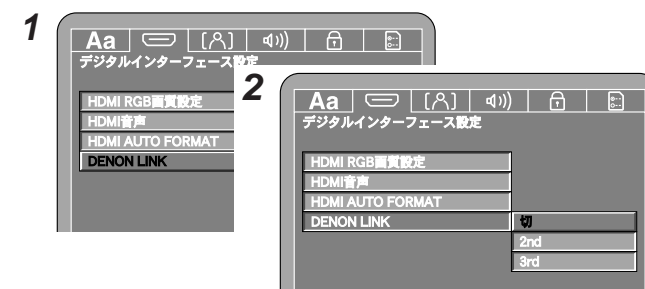 1
Aa
デジタルインターフェース設定
HDMI RGB画質設定
HDMI音声
HDMI AUTO FORMAT
DENON LINK
2
Aa
デジタルインターフェース設定
HDMI RGB画質設定
HDMI音声
HDMI AUTO FORMAT
DENON LINK
切
2nd
3rd